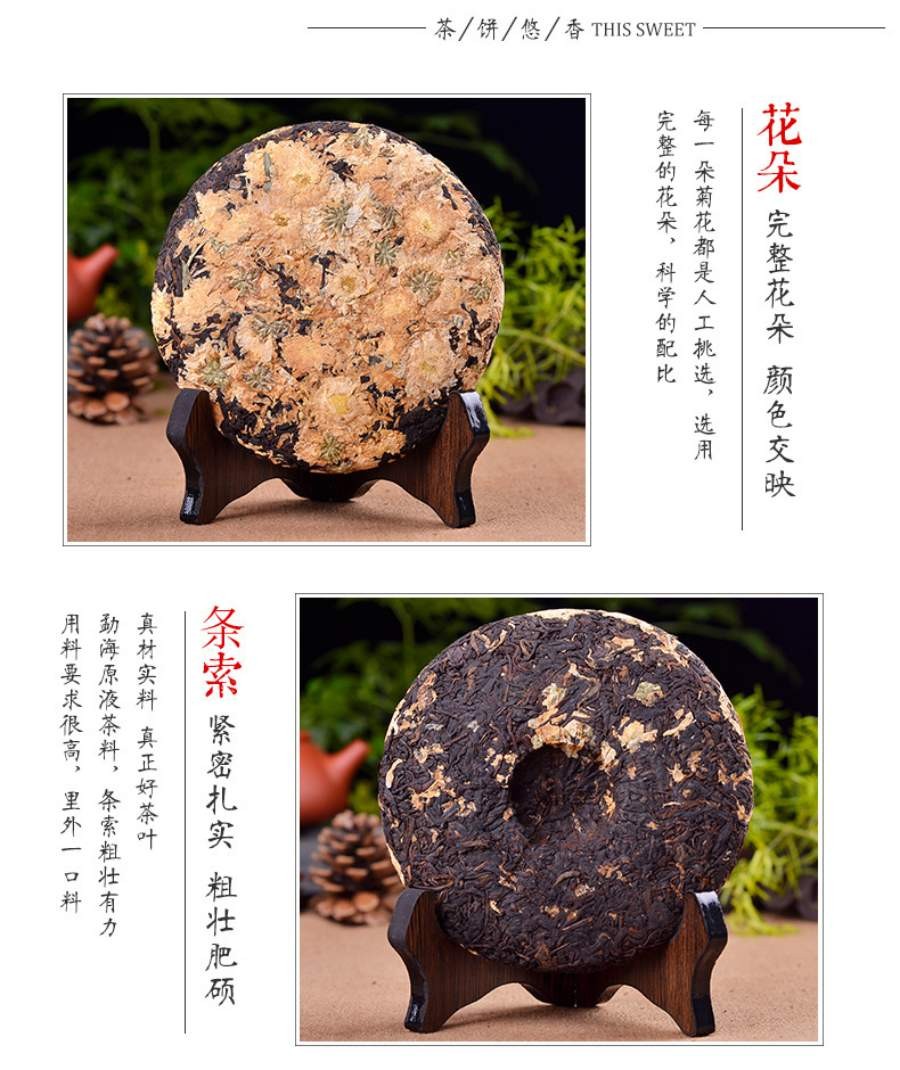 茶/饼/悠/香 THIS SWEET
花朵 完整花朵 颜色交映
每一朵菊花都是人工挑选，选用
完整的花朵，科学的配比
条索 紧密扎实 粗壮肥硕
真材实料 真正好茶叶
勐海原液茶料，条索粗壮有力
用料要求很高，里外一口料